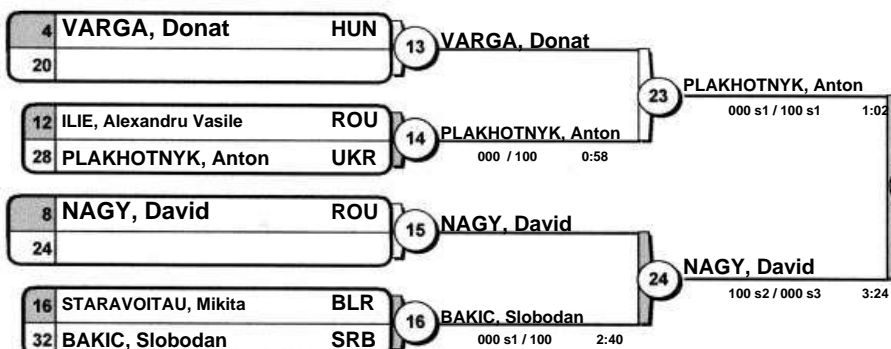 4 VARGA, Donat HUN
20
13
VARGA, Donat
12 ILIE, Alexandru Vasile ROU
28 PLAKHOTNYK, Anton UKR
14
PLAKHOTNYK, Anton
000 / 100 0:58
23
PLAKHOTNYK, Anton
000 s1 / 100 s1 1:02
8 NAGY, David ROU
24
15
NAGY, David
16 STARAVOITAU, Mikita BLR
32 BAKIC, Slobodan SRB
16
BAKIC, Slobodan
000 s1 / 100 2:40
24
NAGY, David
100 s2 / 000 s3 3:24